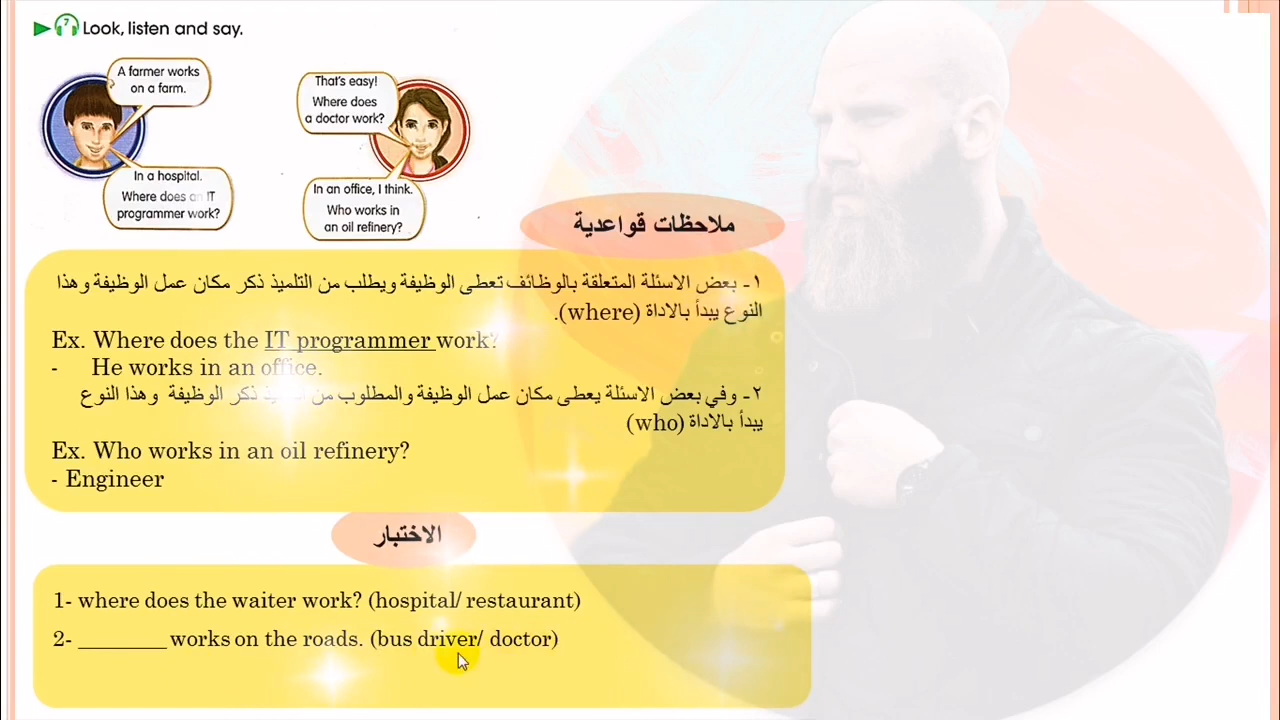 7
Look, listen and say.
A farmer works
on a farm.
That's easy!
Where does
a doctor work?
In a hospital.
Where does an IT
programmer work?
In an office, I think.
Who works in
an oil refinery?
ملاحظات قواعدية
١- بعض الاسئلة المتعلقة بالوظائف تعطى الوظيفة ويطلب من التلميذ ذكر مكان عمل الوظيفة وهذا
النوع يبدأ بالاداة (where).
Ex. Where does the IT programmer work?
- He works in an office.
٢- وفي بعض الاسئلة يعطى مكان عمل الوظيفة والمطلوب من ذكر الوظيفة وهذا النوع
يبدأ بالاداة (who)
Ex. Who works in an oil refinery?
- Engineer
الاختبار
1- where does the waiter work? (hospital/ restaurant)
2- ________ works on the roads. (bus driver/ doctor)